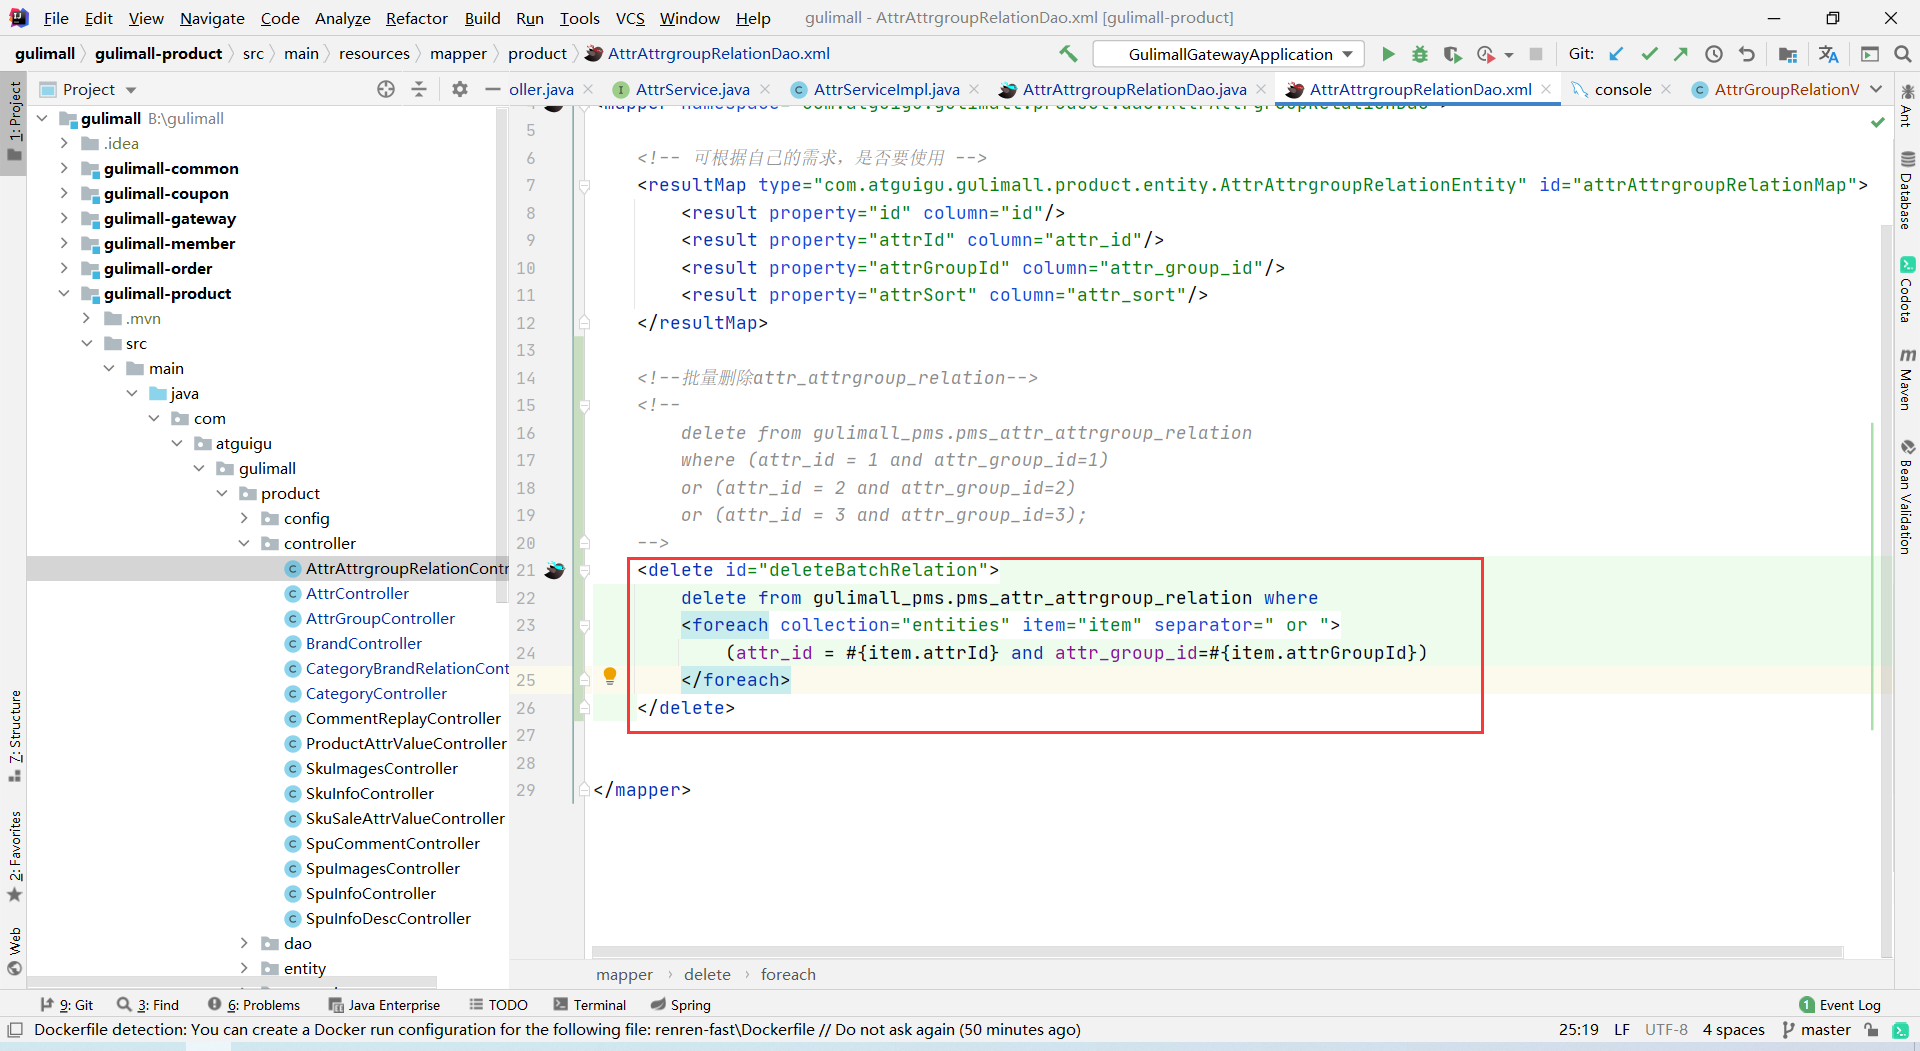 File Edit View Navigate Code Analyze Refactor Build Run Tools VCS Window Help gulimall - AttrAttrgroupRelationDao.xml [gulimall-product]
gulimall gulimall-product src main resources mapper product AttrAttrgroupRelationDao.xml GulimallGatewayApplication Git:
Project oller.java AttrService.java AttrServiceImpl.java AttrAttrgroupRelationDao.java AttrAttrgroupRelationDao.xml console AttrGroupRelationV
1: Project
7: Structure
2: Favorites
Web
gulimall B:\gulimall
.idea
gulimall-common
gulimall-coupon
gulimall-gateway
gulimall-member
gulimall-order
gulimall-product
.mvn
src
main
java
com
atguigu
gulimall
product
config
controller
AttrAttrgroupRelationContr
AttrController
AttrGroupController
BrandController
CategoryBrandRelationCont
CategoryController
CommentReplayController
ProductAttrValueController
SkuImagesController
SkuInfoController
SkuSaleAttrValueController
SpuCommentController
SpuImagesController
SpuInfoController
SpuInfoDescController
dao
entity
4 <mapper namespace="com.atguigu.gulimall.product.dao.AttrAttrgroupRelationDao">
5
6 <!-- 可根据自己的需求，是否要使用 -->
7 <resultMap type="com.atguigu.gulimall.product.entity.AttrAttrgroupRelationEntity" id="attrAttrgroupRelationMap">
8 <result property="id" column="id"/>
9 <result property="attrId" column="attr_id"/>
10 <result property="attrGroupId" column="attr_group_id"/>
11 <result property="attrSort" column="attr_sort"/>
12 </resultMap>
13
14 <!--批量删除attr_attrgroup_relation-->
15 <!--
16 delete from gulimall_pms.pms_attr_attrgroup_relation
17 where (attr_id = 1 and attr_group_id=1)
18 or (attr_id = 2 and attr_group_id=2)
19 or (attr_id = 3 and attr_group_id=3);
20 -->
21 <delete id="deleteBatchRelation">
22 delete from gulimall_pms.pms_attr_attrgroup_relation where
23 <foreach collection="entities" item="item" separator=" or ">
24 (attr_id = #{item.attrId} and attr_group_id=#{item.attrGroupId})
25 </foreach>
26 </delete>
27
28
29 </mapper>
mapper › delete › foreach
Ant
Database
Codota
Maven
Bean Validation
9: Git 3: Find 6: Problems Java Enterprise TODO Terminal Spring 1 Event Log
Dockerfile detection: You can create a Docker run configuration for the following file: renren-fast\Dockerfile // Do not ask again (50 minutes ago) 25:19 LF UTF-8 4 spaces master